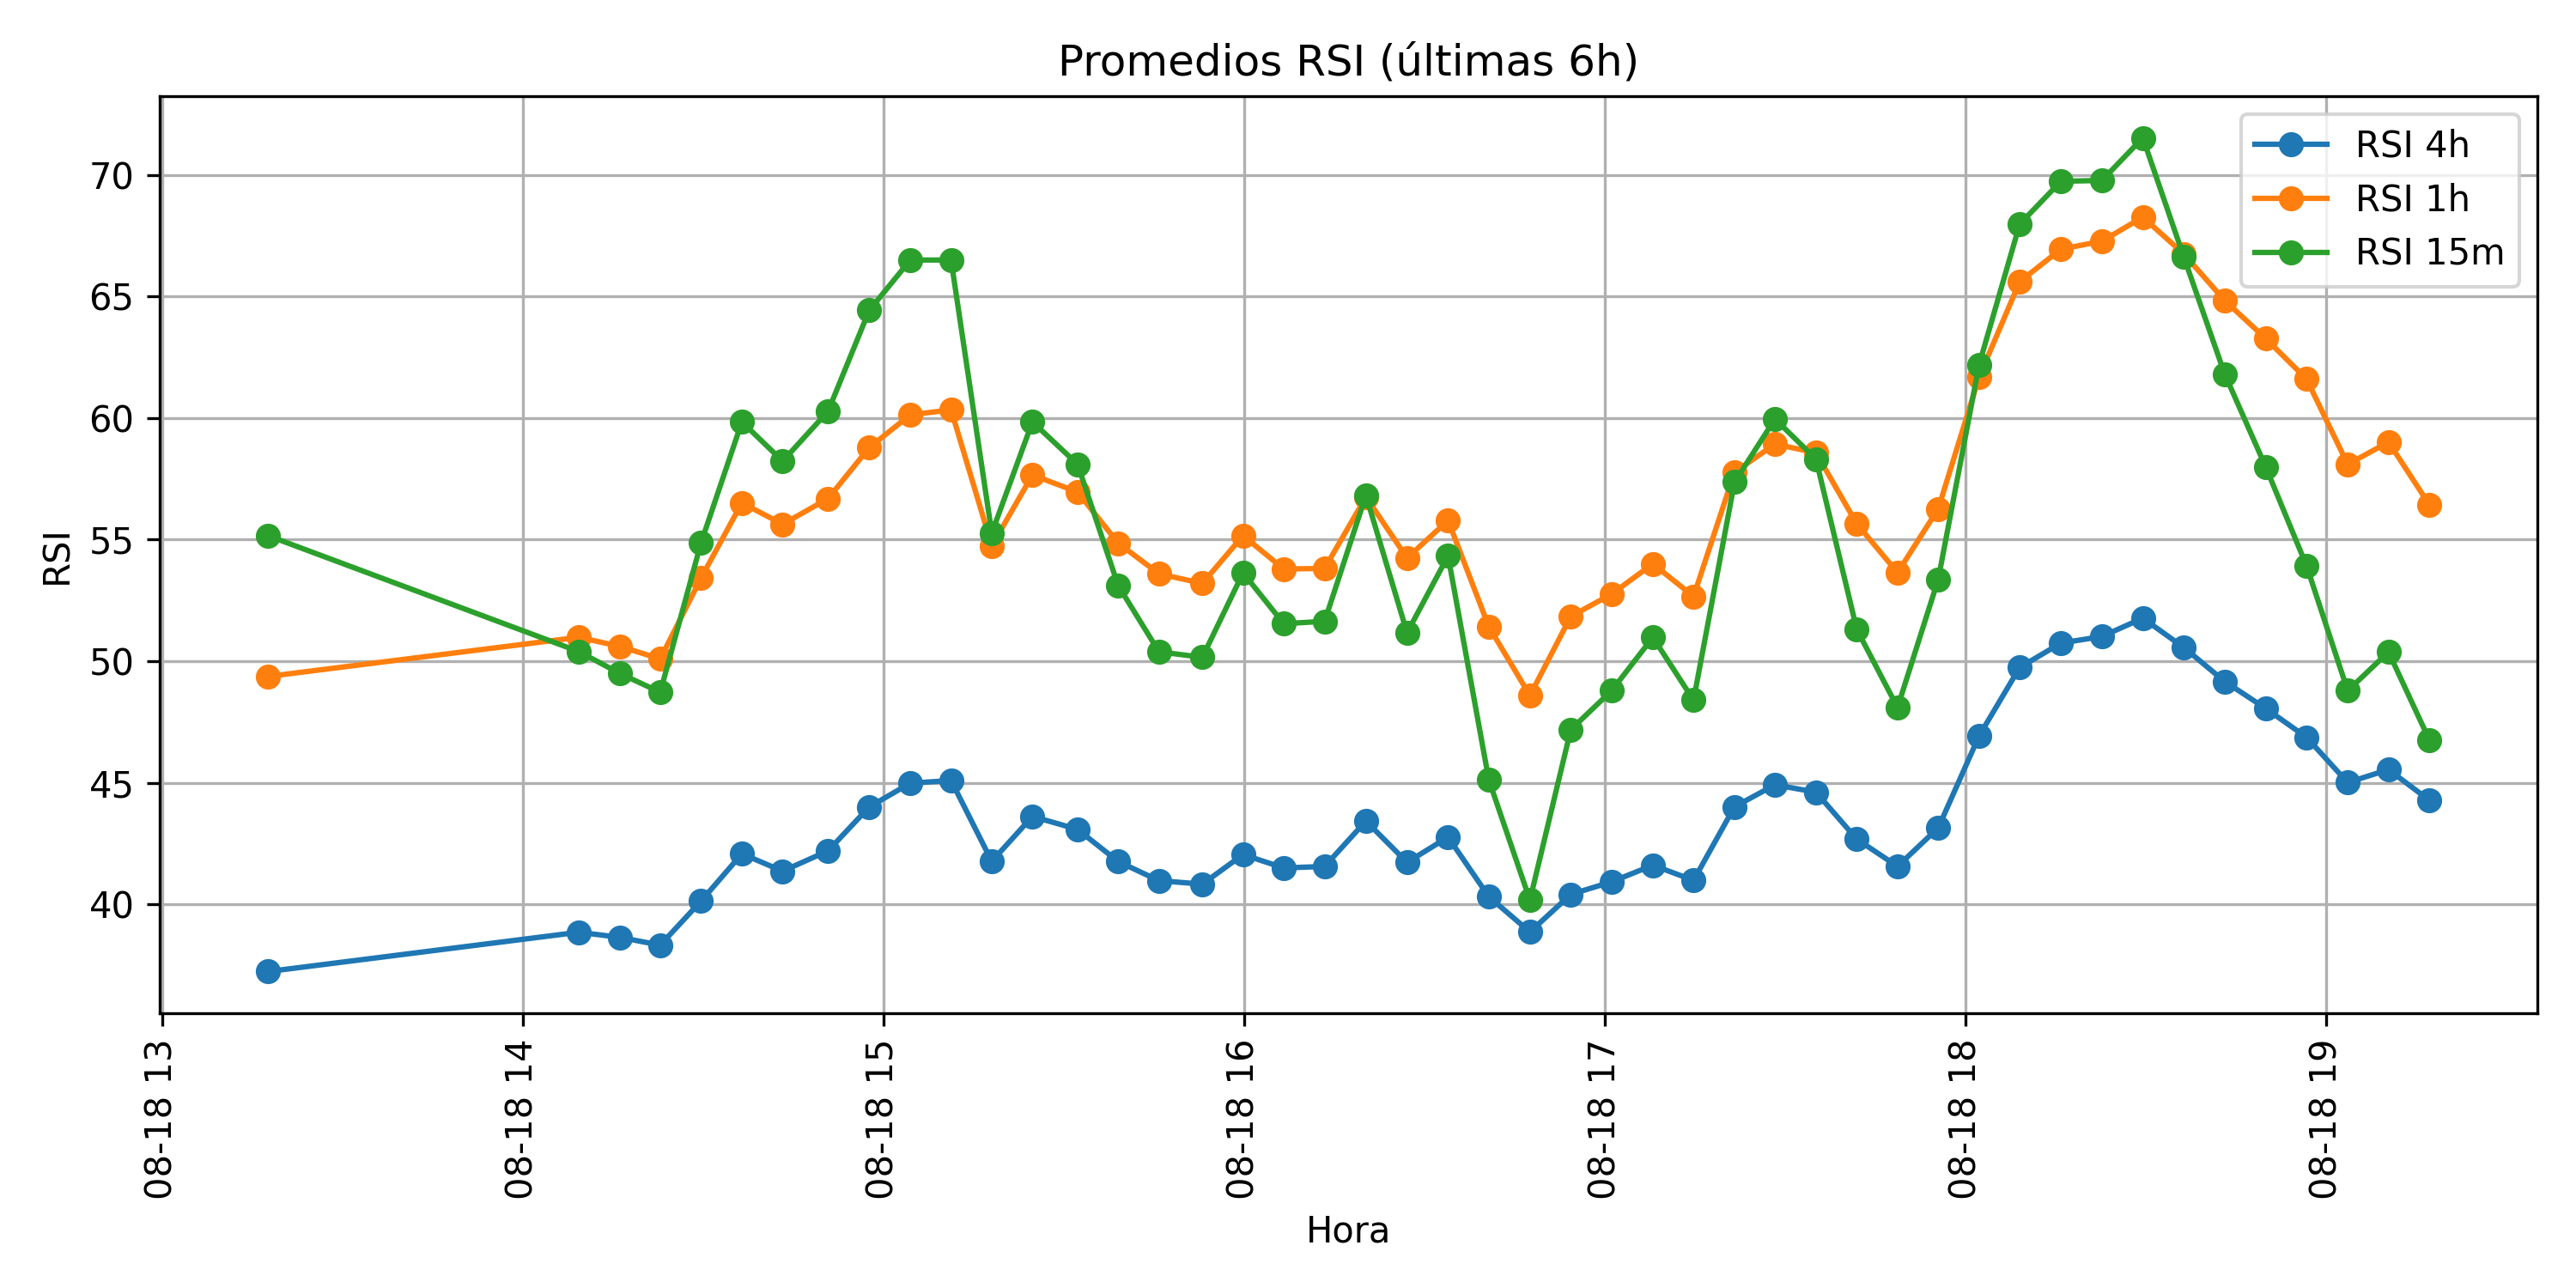 Promedios RSI (últimas 6h)
RSI 4h
RSI 1h
RSI 15m
70
65
60
55
50
45
40
RSI
08-18 13
08-18 14
08-18 15
08-18 16
08-18 17
08-18 18
08-18 19
Hora